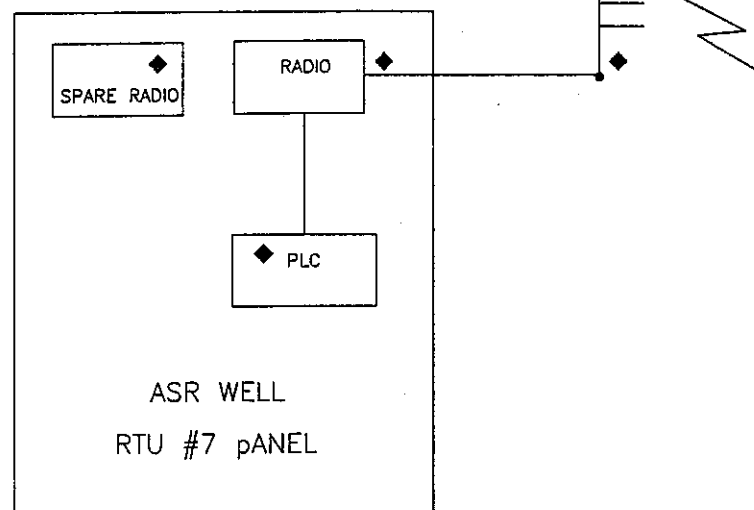 RADIO
SPARE RADIO
PLC
ASR WELL
RTU #7 pANEL